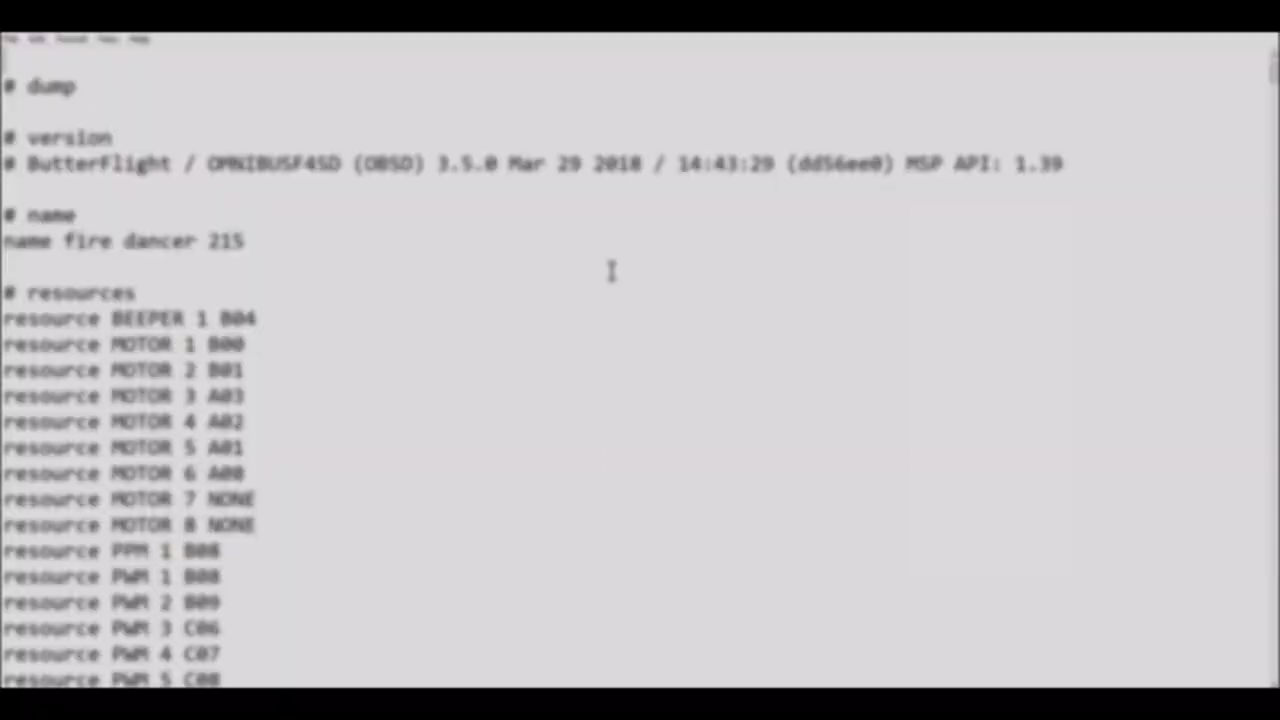 # dump
# version
# ButterFlight / OMNIBUSF4SD (OBSD) 3.5.0 Mar 29 2018 / 14:43:29 (dd56ee0) MSP API: 1.39
# name
name fire dancer 215
# resources
resource BEEPER 1 B04
resource MOTOR 1 B00
resource MOTOR 2 B01
resource MOTOR 3 A03
resource MOTOR 4 A02
resource MOTOR 5 A01
resource MOTOR 6 A08
resource MOTOR 7 NONE
resource MOTOR 8 NONE
resource PPM 1 B08
resource PWM 1 B08
resource PWM 2 B09
resource PWM 3 C06
resource PWM 4 C07
resource PWM 5 C08